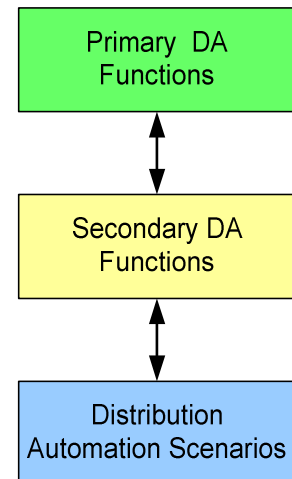 Primary DA
Functions
Secondary DA
Functions
Distribution
Automation Scenarios